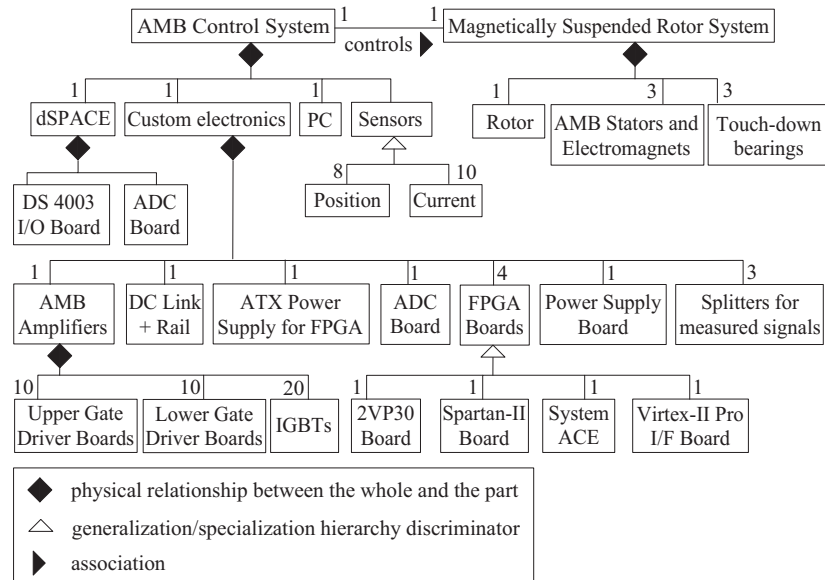 AMB Control System
1
1
Magnetically Suspended Rotor System
controls
1
1
1
1
3
3
dSPACE
Custom electronics
PC
Sensors
Rotor
AMB Stators and
Electromagnets
Touch-down
bearings
8
10
DS 4003
I/O Board
ADC
Board
Position
Current
1
1
1
1
4
1
3
AMB
Amplifiers
DC Link
+ Rail
ATX Power
Supply for FPGA
ADC
Board
FPGA
Boards
Power Supply
Board
Splitters for
measured signals
10
10
20
1
1
1
1
Upper Gate
Driver Boards
Lower Gate
Driver Boards
IGBTs
2VP30
Board
Spartan-II
Board
System
ACE
Virtex-II Pro
I/F Board
physical relationship between the whole and the part
generalization/specialization hierarchy discriminator
association